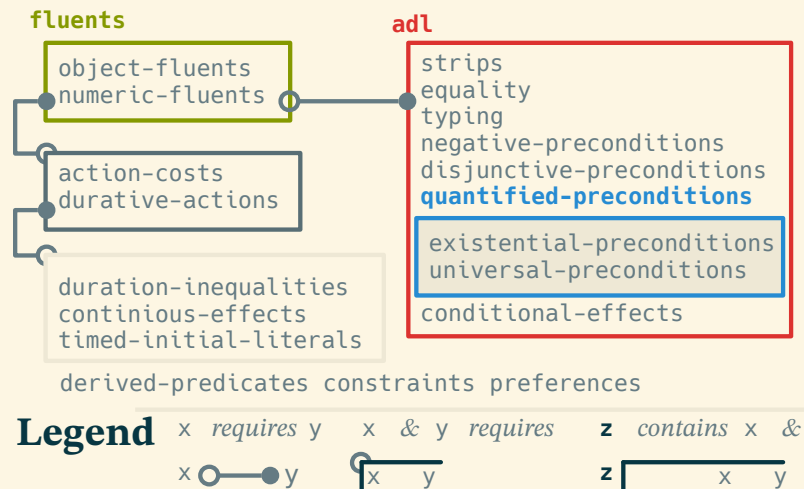 fluents
object-fluents
numeric-fluents
action-costs
durative-actions
duration-inequalities
continious-effects
timed-initial-literals
adl
strips
equality
typing
negative-preconditions
disjunctive-preconditions
quantified-preconditions
existential-preconditions
universal-preconditions
conditional-effects
derived-predicates constraints preferences
Legend x requires y x & y requires z contains x &
x y x y z x y